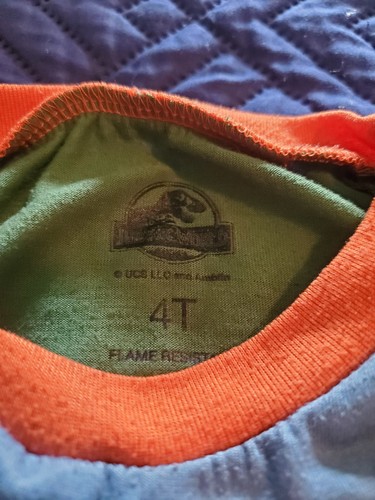 © UCS LLC and Amblin
4T
FLAME RESIST